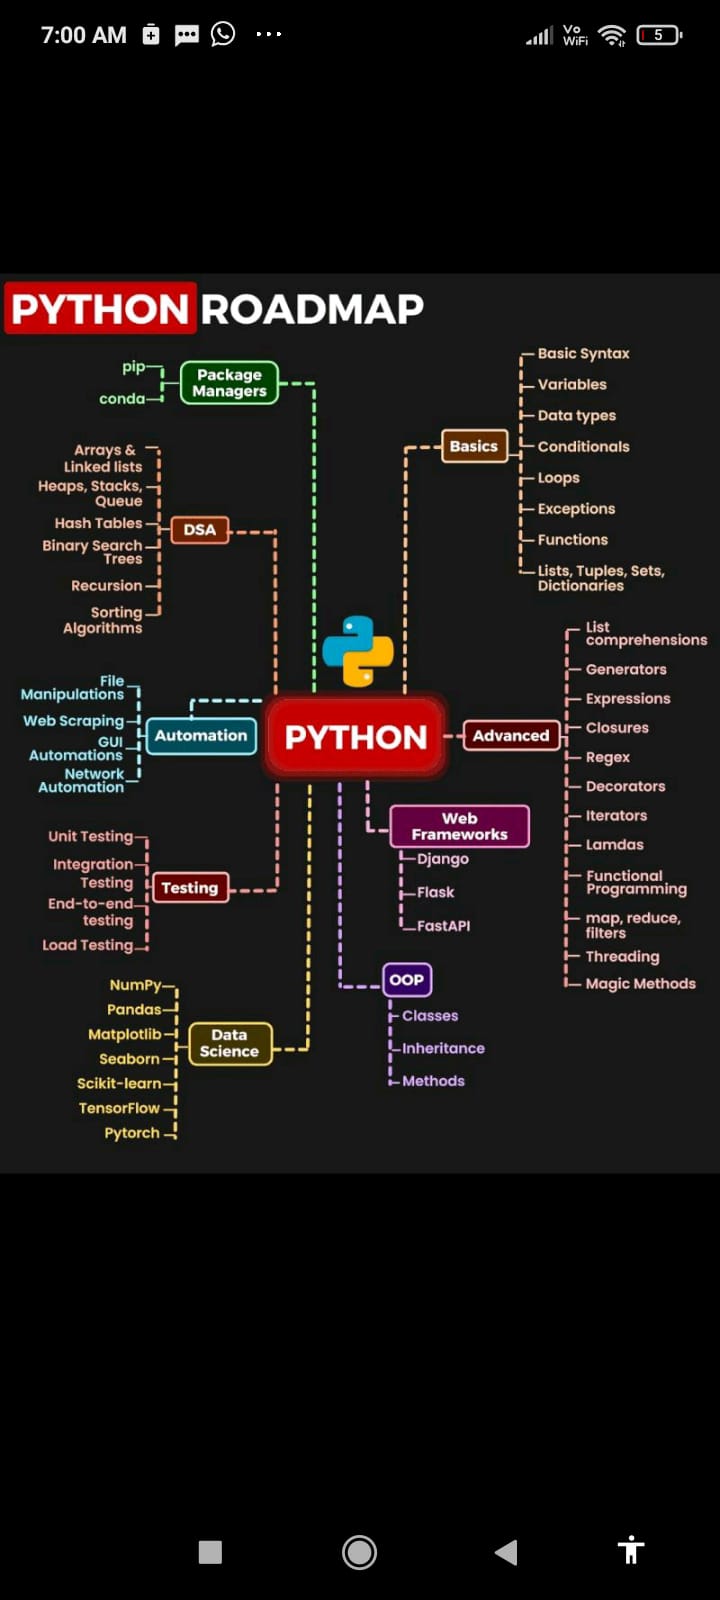 7:00 AM
Vo
WiFi
5
PYTHON ROADMAP
pip
conda
Package
Managers
Arrays &
Linked lists
Heaps, Stacks,
Queue
Hash Tables
Binary Search
Trees
Recursion
Sorting
Algorithms
DSA
File
Manipulations
Web Scraping
GUI
Automations
Network
Automation
Automation
Unit Testing
Integration
Testing
End-to-end
testing
Load Testing
Testing
NumPy
Pandas
Matplotlib
Seaborn
Scikit-learn
TensorFlow
Pytorch
Data
Science
PYTHON
Basics
Basic Syntax
Variables
Data types
Conditionals
Loops
Exceptions
Functions
Lists, Tuples, Sets,
Dictionaries
Advanced
List
comprehensions
Generators
Expressions
Closures
Regex
Decorators
Iterators
Lamdas
Functional
Programming
map, reduce,
filters
Threading
Magic Methods
Web
Frameworks
Django
Flask
FastAPI
OOP
Classes
Inheritance
Methods